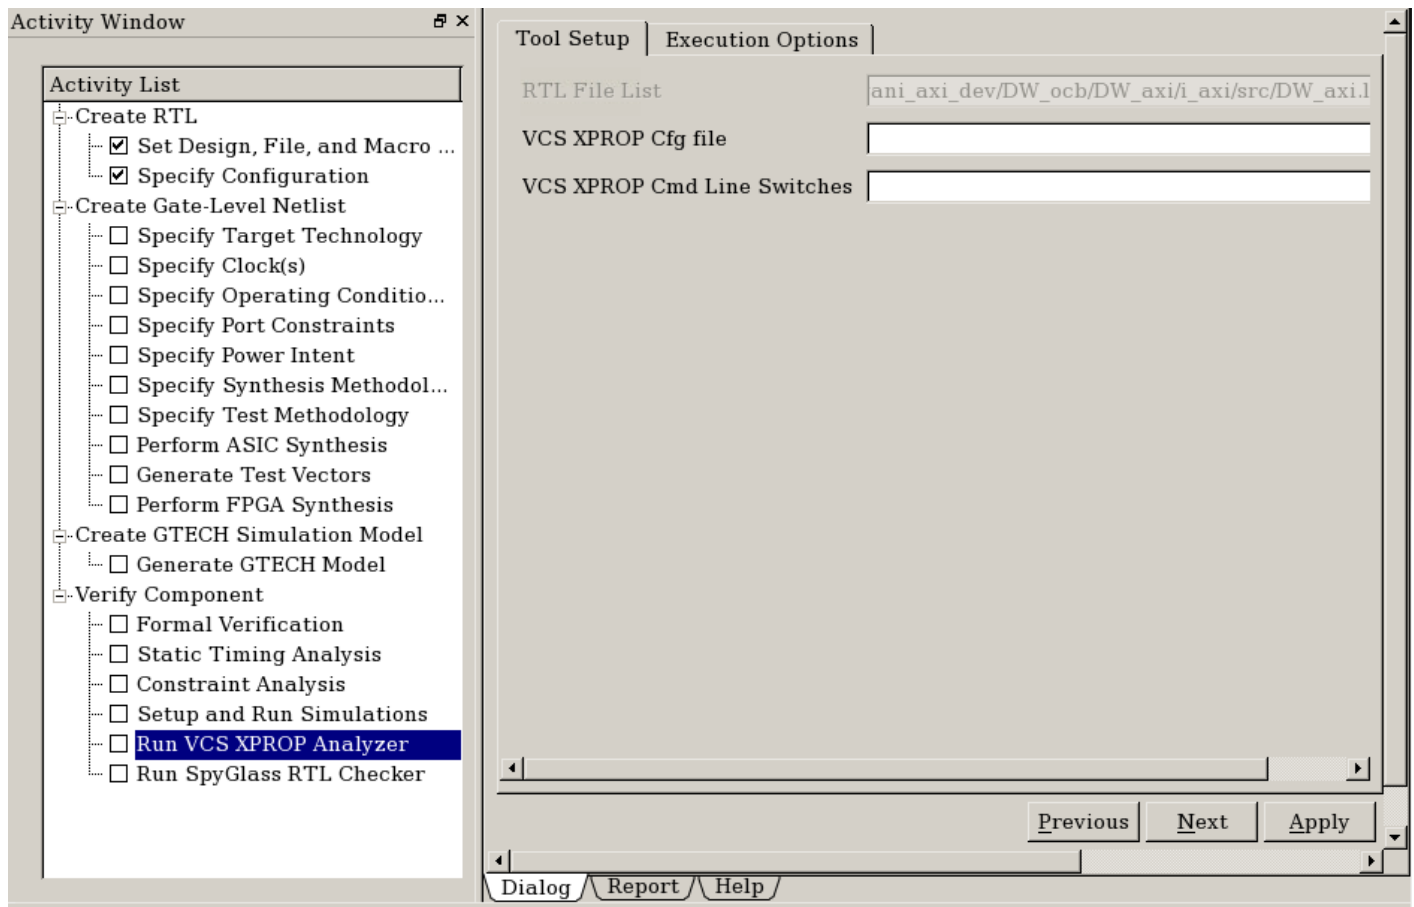 Activity Window
Activity List
Create RTL
Set Design, File, and Macro ...
Specify Configuration
Create Gate-Level Netlist
Specify Target Technology
Specify Clock(s)
Specify Operating Conditio...
Specify Port Constraints
Specify Power Intent
Specify Synthesis Methodol...
Specify Test Methodology
Perform ASIC Synthesis
Generate Test Vectors
Perform FPGA Synthesis
Create GTECH Simulation Model
Generate GTECH Model
Verify Component
Formal Verification
Static Timing Analysis
Constraint Analysis
Setup and Run Simulations
Run VCS XPROP Analyzer
Run SpyGlass RTL Checker
Tool Setup Execution Options
RTL File List ani_axi_dev/DW_ocb/DW_axi/i_axi/src/DW_axi.l
VCS XPROP Cfg file
VCS XPROP Cmd Line Switches
Previous Next Apply
Dialog Report Help